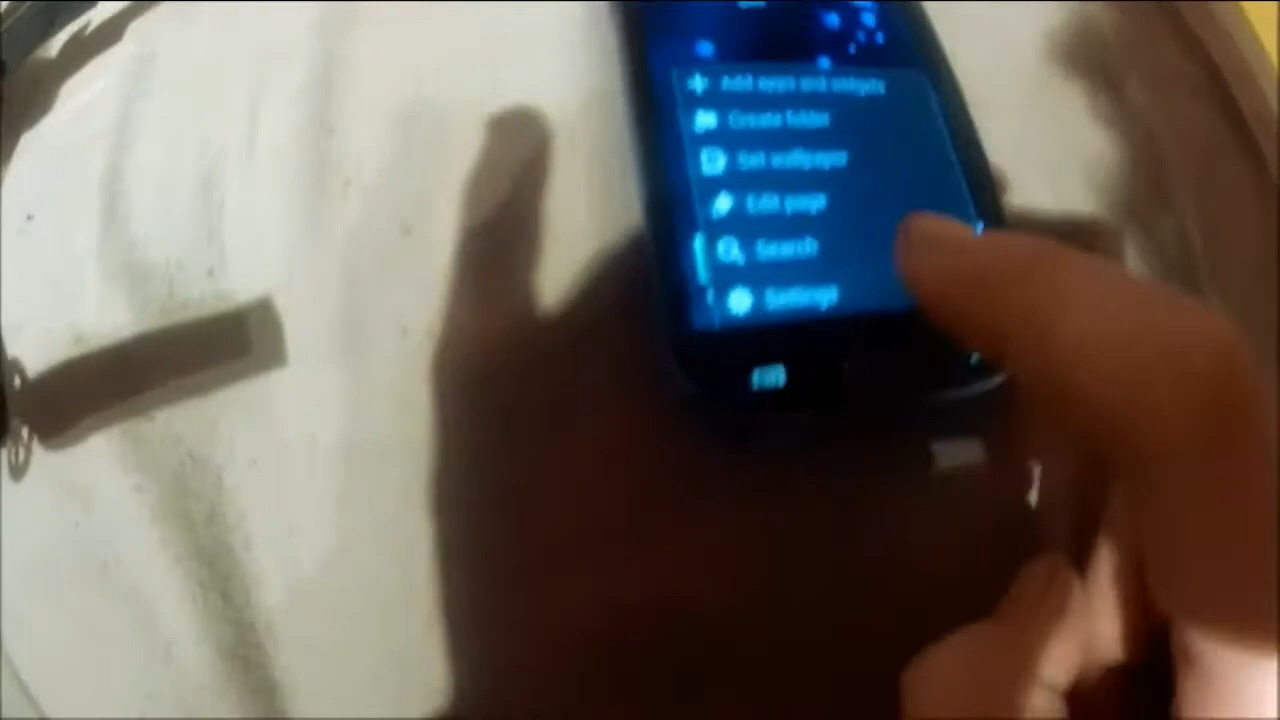 Add apps and widgets
Create folder
Set wallpaper
Edit page
Search
Settings